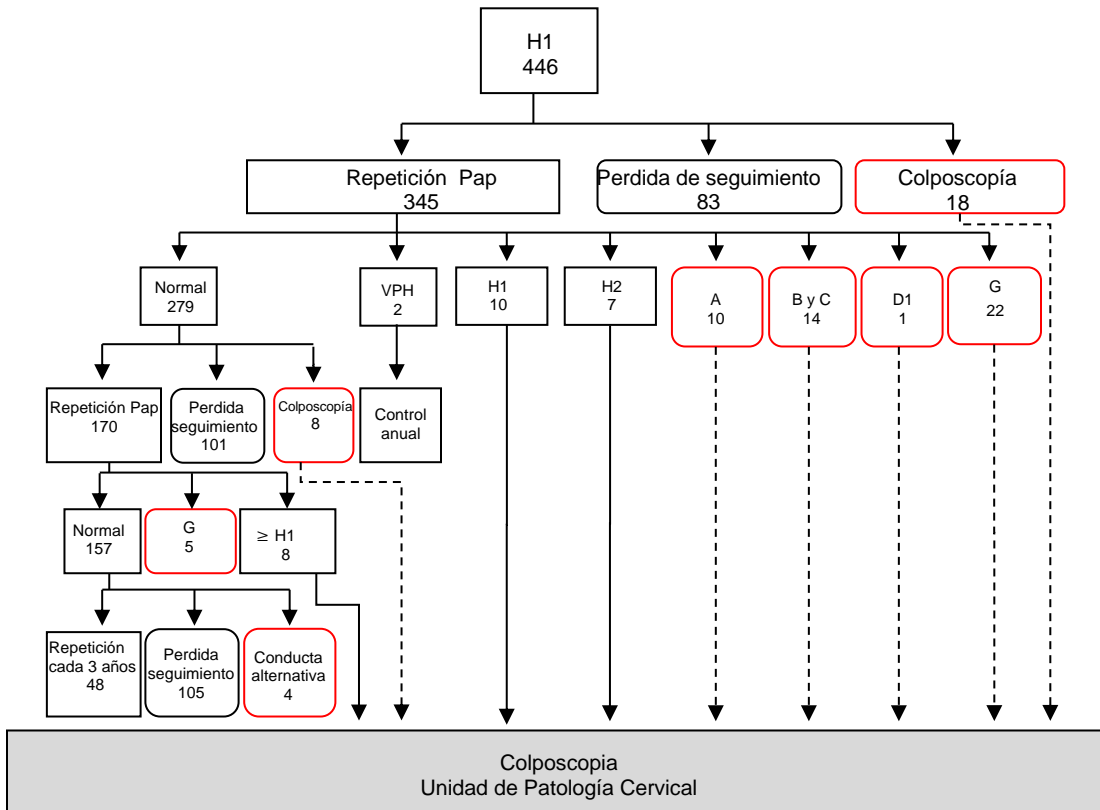 H1
446
Repetición Pap
345
Perdida de seguimiento
83
Colposcopía
18
Normal
279
VPH
2
H1
10
H2
7
A
10
B y C
14
D1
1
G
22
Repetición Pap
170
Perdida
seguimiento
101
Colposcopía
8
Control
anual
Normal
157
G
5
≥ H1
8
Repetición
cada 3 años
48
Perdida
seguimiento
105
Conducta
alternativa
4
Colposcopia
Unidad de Patología Cervical